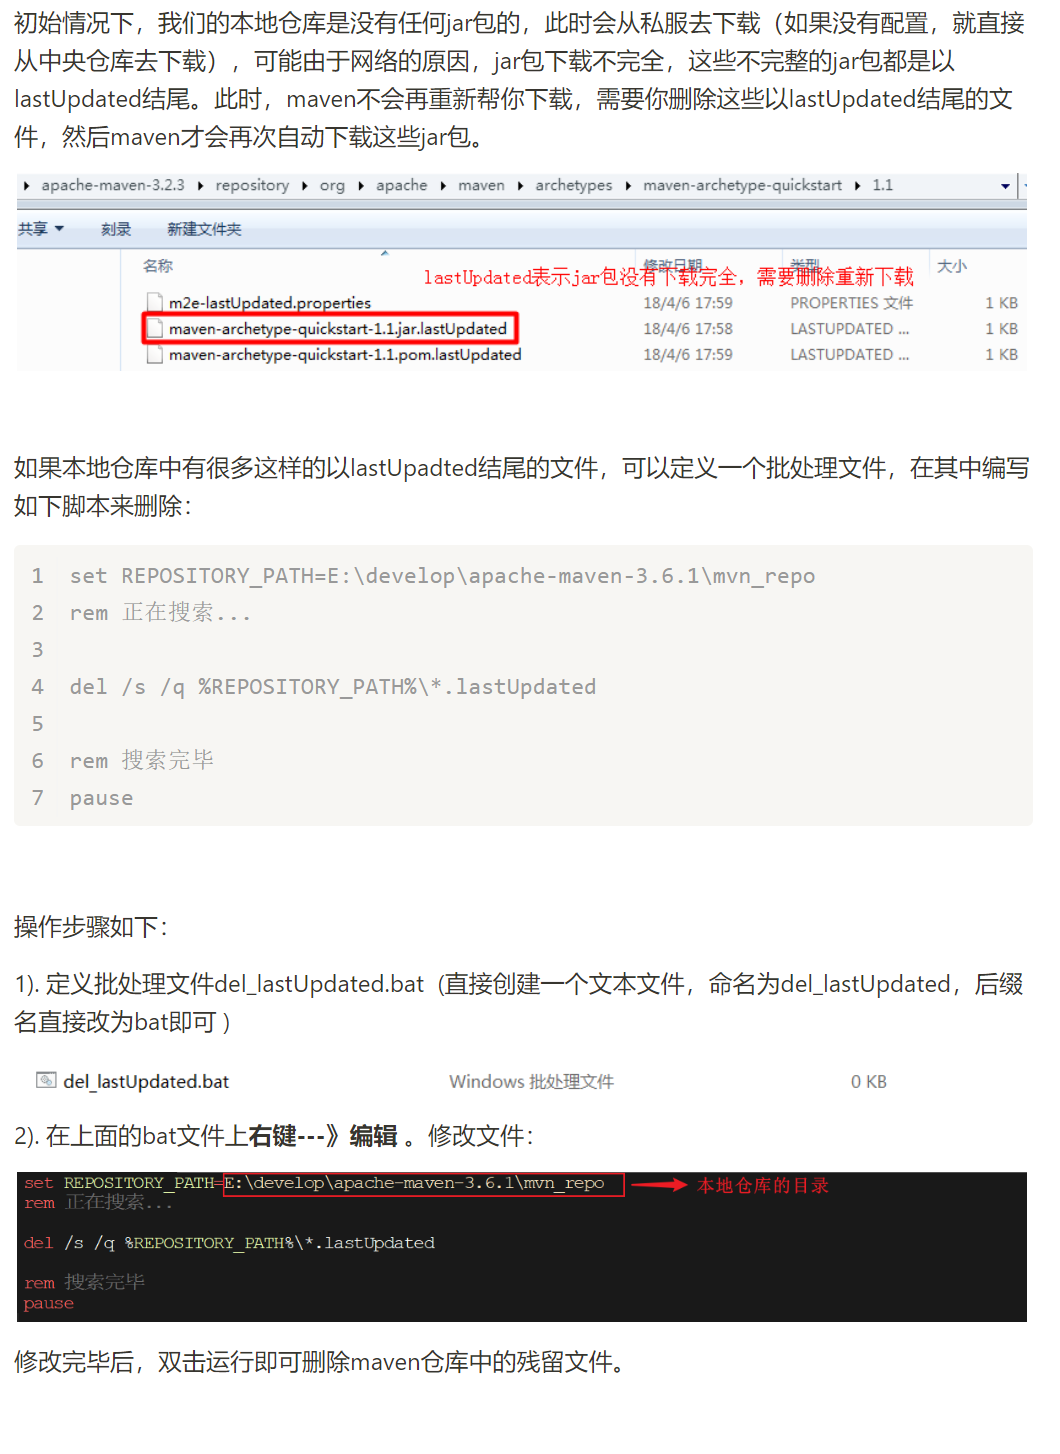 初始情况下，我们的本地仓库是没有任何jar包的，此时会从私服去下载（如果没有配置，就直接
从中央仓库去下载），可能由于网络的原因，jar包下载不完全，这些不完整的jar包都是以
lastUpdated结尾。此时，maven不会再重新帮你下载，需要你删除这些以lastUpdated结尾的文
件，然后maven才会再次自动下载这些jar包。
apache-maven-3.2.3 repository org apache maven archetypes maven-archetype-quickstart 1.1
共享 刻录 新建文件夹
名称 修改日期 类型 大小
lastUpdated表示jar包没有下载完全，需要删除重新下载
m2e-lastUpdated.properties 18/4/6 17:59 PROPERTIES 文件 1 KB
maven-archetype-quickstart-1.1.jar.lastUpdated 18/4/6 17:58 LASTUPDATED ... 1 KB
maven-archetype-quickstart-1.1.pom.lastUpdated 18/4/6 17:59 LASTUPDATED ... 1 KB
如果本地仓库中有很多这样的以lastUpadted结尾的文件，可以定义一个批处理文件，在其中编写
如下脚本来删除：
1 set REPOSITORY_PATH=E:\develop\apache-maven-3.6.1\mvn_repo
2 rem 正在搜索...
3
4 del /s /q %REPOSITORY_PATH%\*.lastUpdated
5
6 rem 搜索完毕
7 pause
操作步骤如下：
1). 定义批处理文件del_lastUpdated.bat (直接创建一个文本文件，命名为del_lastUpdated，后缀
名直接改为bat即可 )
del_lastUpdated.bat Windows 批处理文件 0 KB
2). 在上面的bat文件上右键---》编辑 。修改文件：
set REPOSITORY_PATH=E:\develop\apache-maven-3.6.1\mvn_repo 本地仓库的目录
rem 正在搜索...
del /s /q %REPOSITORY_PATH%\*.lastUpdated
rem 搜索完毕
pause
修改完毕后，双击运行即可删除maven仓库中的残留文件。